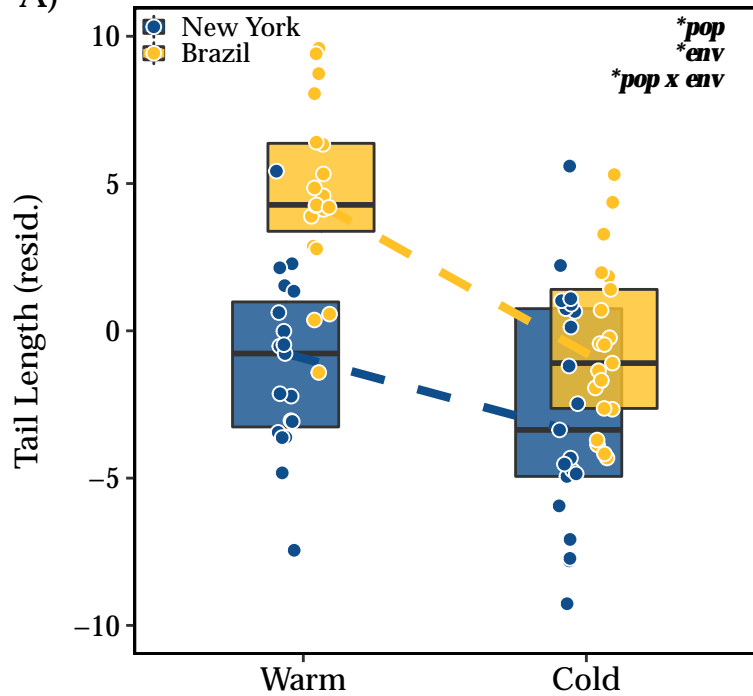 A)
New York
Brazil
*pop
*env
*pop x env
10
5
0
−5
−10
Tail Length (resid.)
Warm
Cold